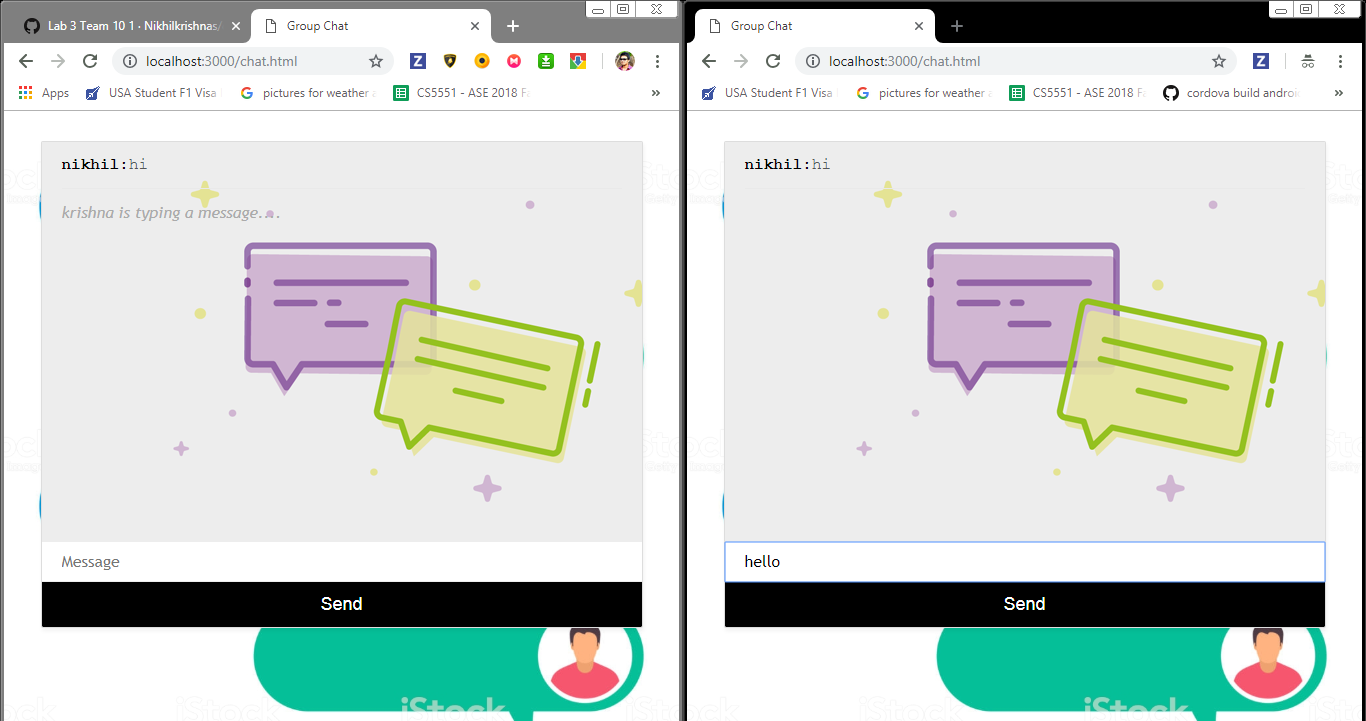 Lab 3 Team 10 1 · Nikhilkrishnas/
Group Chat
localhost:3000/chat.html
Apps
USA Student F1 Visa
pictures for weather a
CS5551 - ASE 2018 Fa
»
nikhil:hi
krishna is typing a message....
Message
Send
iStock
Group Chat
localhost:3000/chat.html
USA Student F1 Visa
pictures for weather a
CS5551 - ASE 2018 Fa
cordova build androi
»
nikhil:hi
hello
Send
iStock